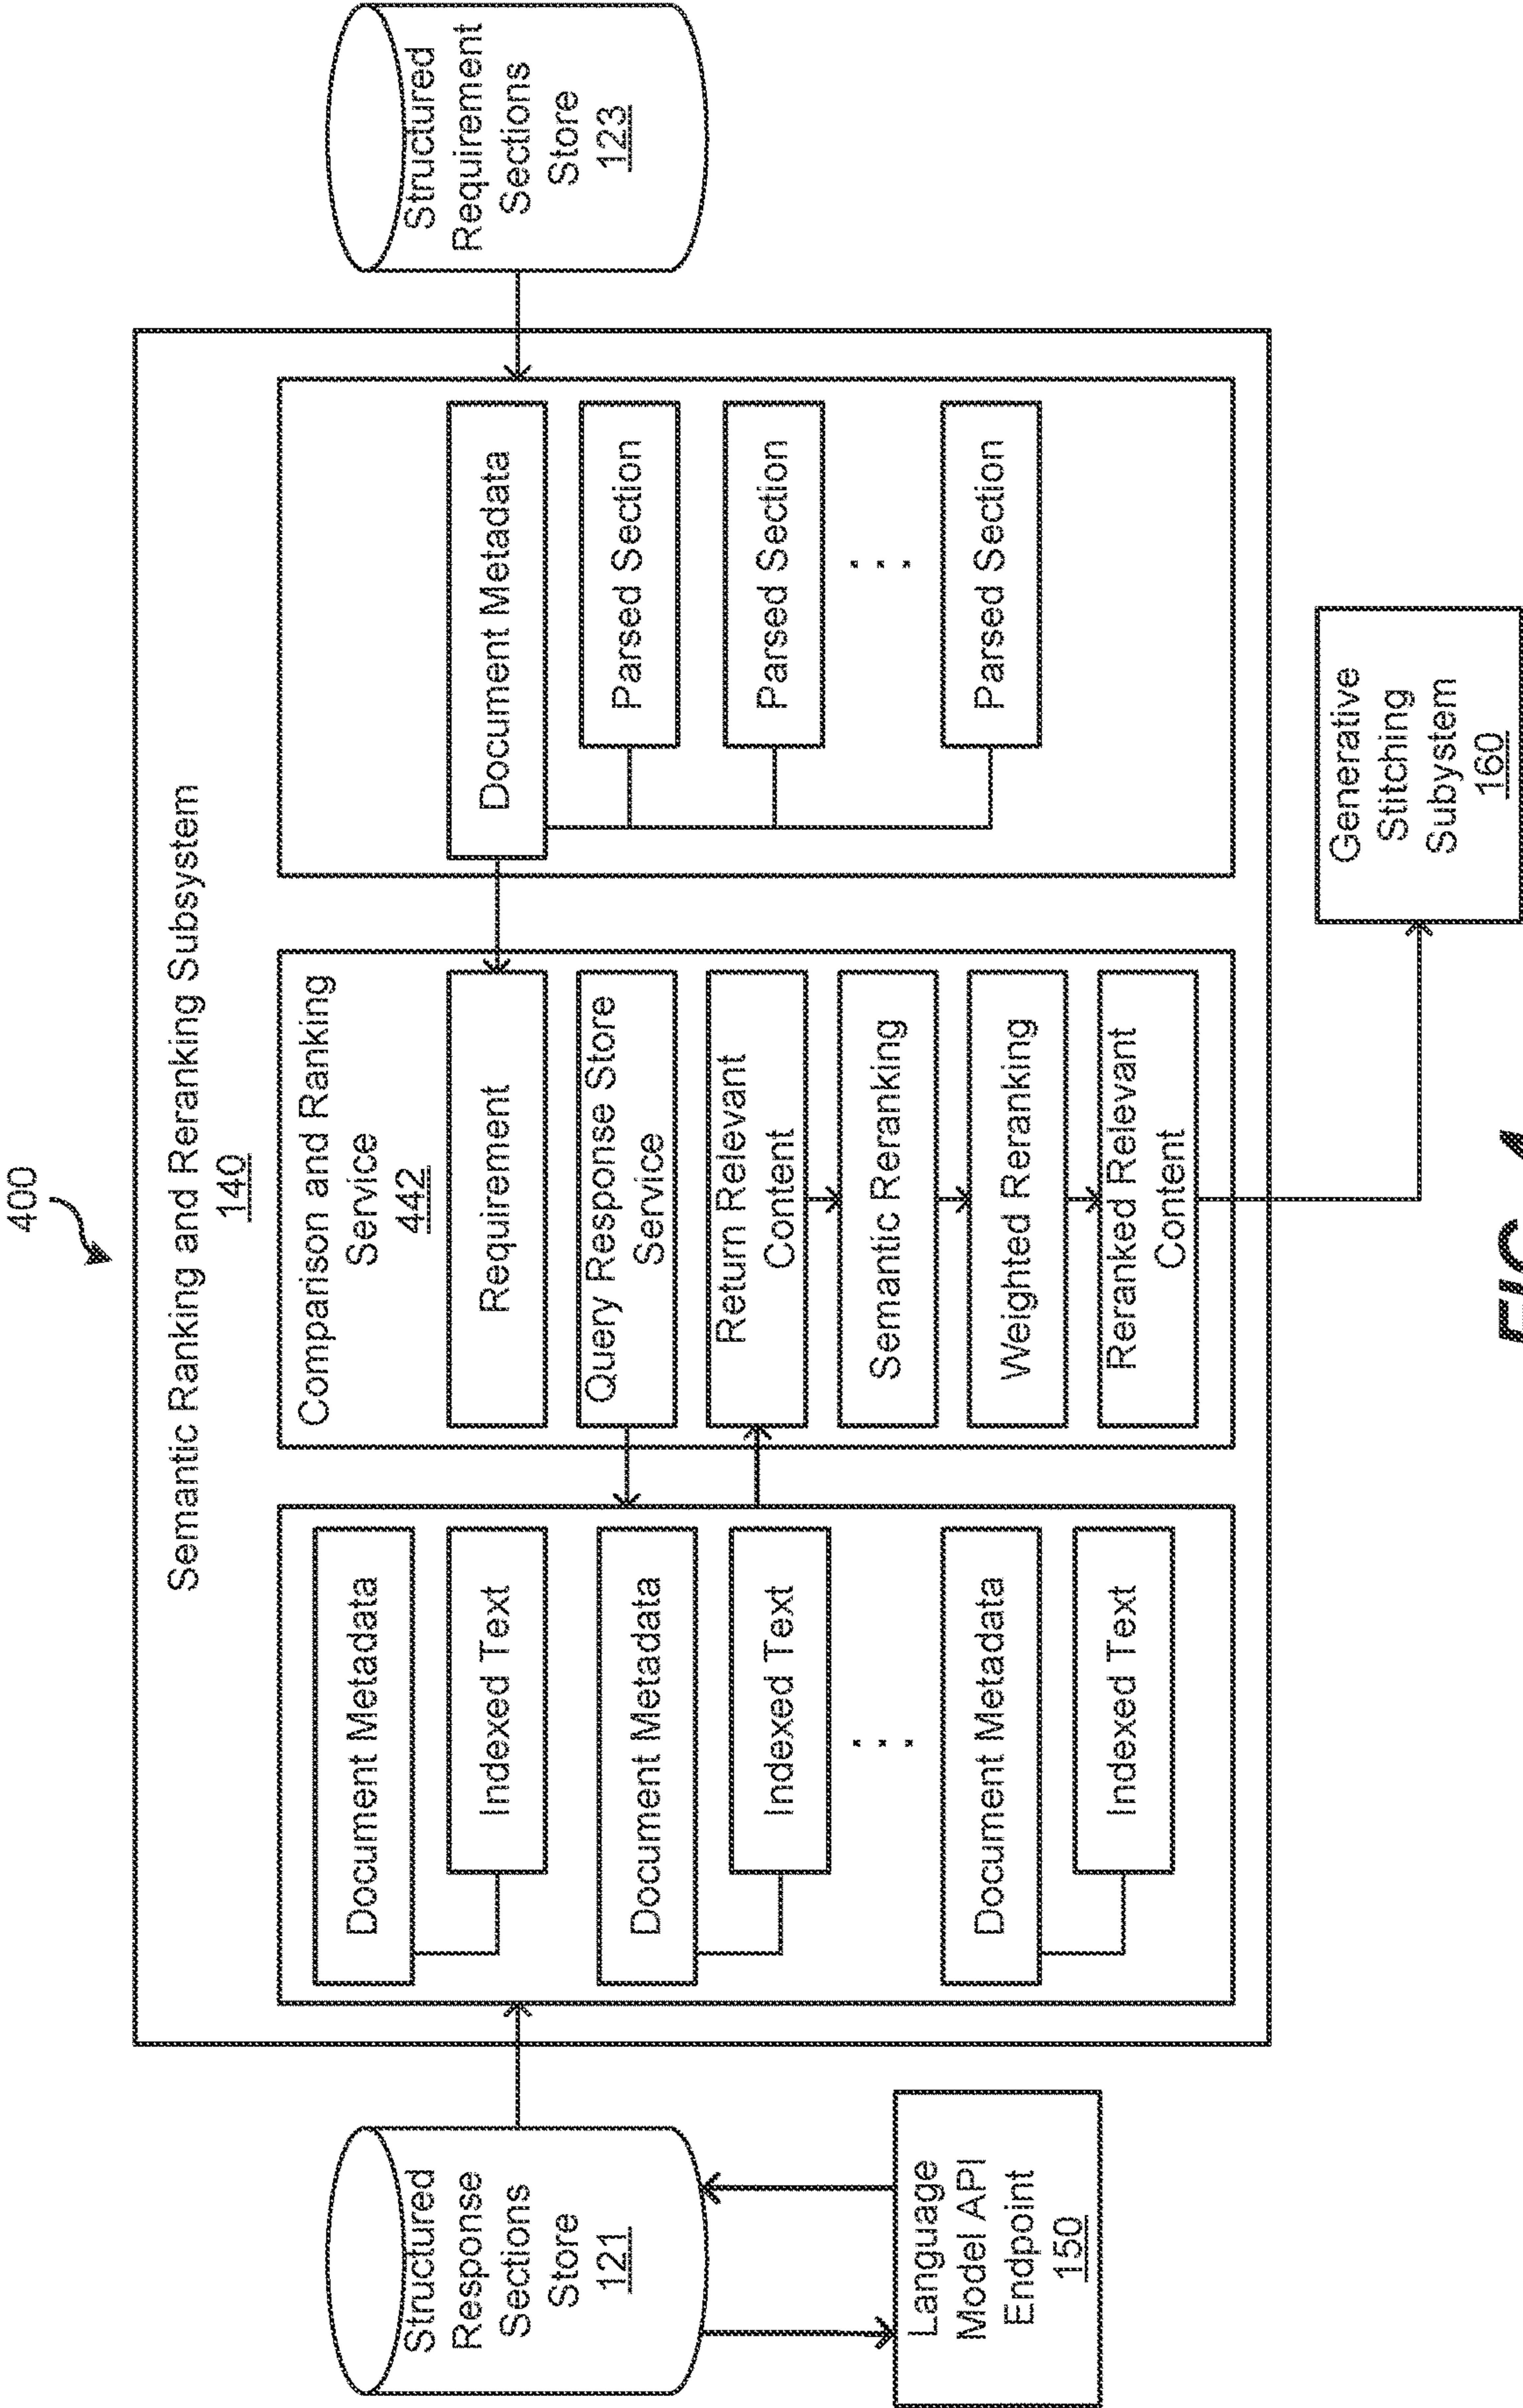 400
Semantic Ranking and Reranking Subsystem
140
Structured
Response
Sections
Store
121
Language
Model API
Endpoint
150
Document Metadata
Indexed Text
Document Metadata
Indexed Text
. . .
Document Metadata
Indexed Text
Comparison and Ranking
Service
442
Requirement
Query Response Store
Service
Return Relevant
Content
Semantic Reranking
Weighted Reranking
Reranked Relevant
Content
Document Metadata
Parsed Section
Parsed Section
. . .
Parsed Section
Structured
Requirement
Sections
Store
123
Generative
Stitching
Subystem
160
FIG. 4